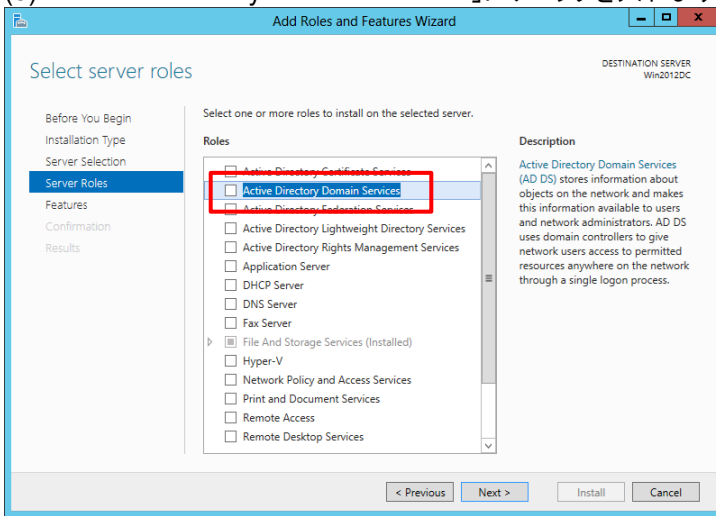 Add Roles and Features Wizard
Select server roles
DESTINATION SERVER
Win2012DC
Before You Begin
Installation Type
Server Selection
Server Roles
Features
Confirmation
Results
Select one or more roles to install on the selected server.
Roles
Active Directory Certificate Services
Active Directory Domain Services
Active Directory Federation Services
Active Directory Lightweight Directory Services
Active Directory Rights Management Services
Application Server
DHCP Server
DNS Server
Fax Server
File And Storage Services (Installed)
Hyper-V
Network Policy and Access Services
Print and Document Services
Remote Access
Remote Desktop Services
Description
Active Directory Domain Services
(AD DS) stores information about
objects on the network and makes
this information available to users
and network administrators. AD DS
uses domain controllers to give
network users access to permitted
resources anywhere on the network
through a single logon process.
< Previous
Next >
Install
Cancel